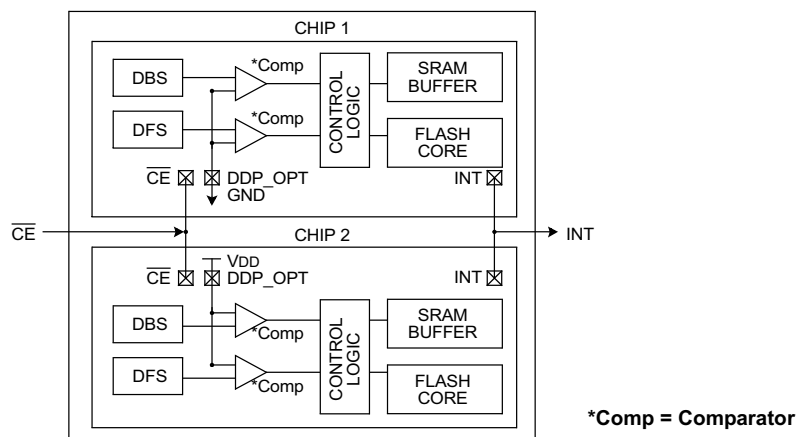 CHIP 1
DBS
*Comp
CONTROL LOGIC
SRAM
BUFFER
DFS
*Comp
FLASH
CORE
CE
DDP_OPT
GND
INT
CE
INT
CHIP 2
VDD
CE
DDP_OPT
INT
DBS
*Comp
CONTROL LOGIC
SRAM
BUFFER
DFS
*Comp
FLASH
CORE
*Comp = Comparator